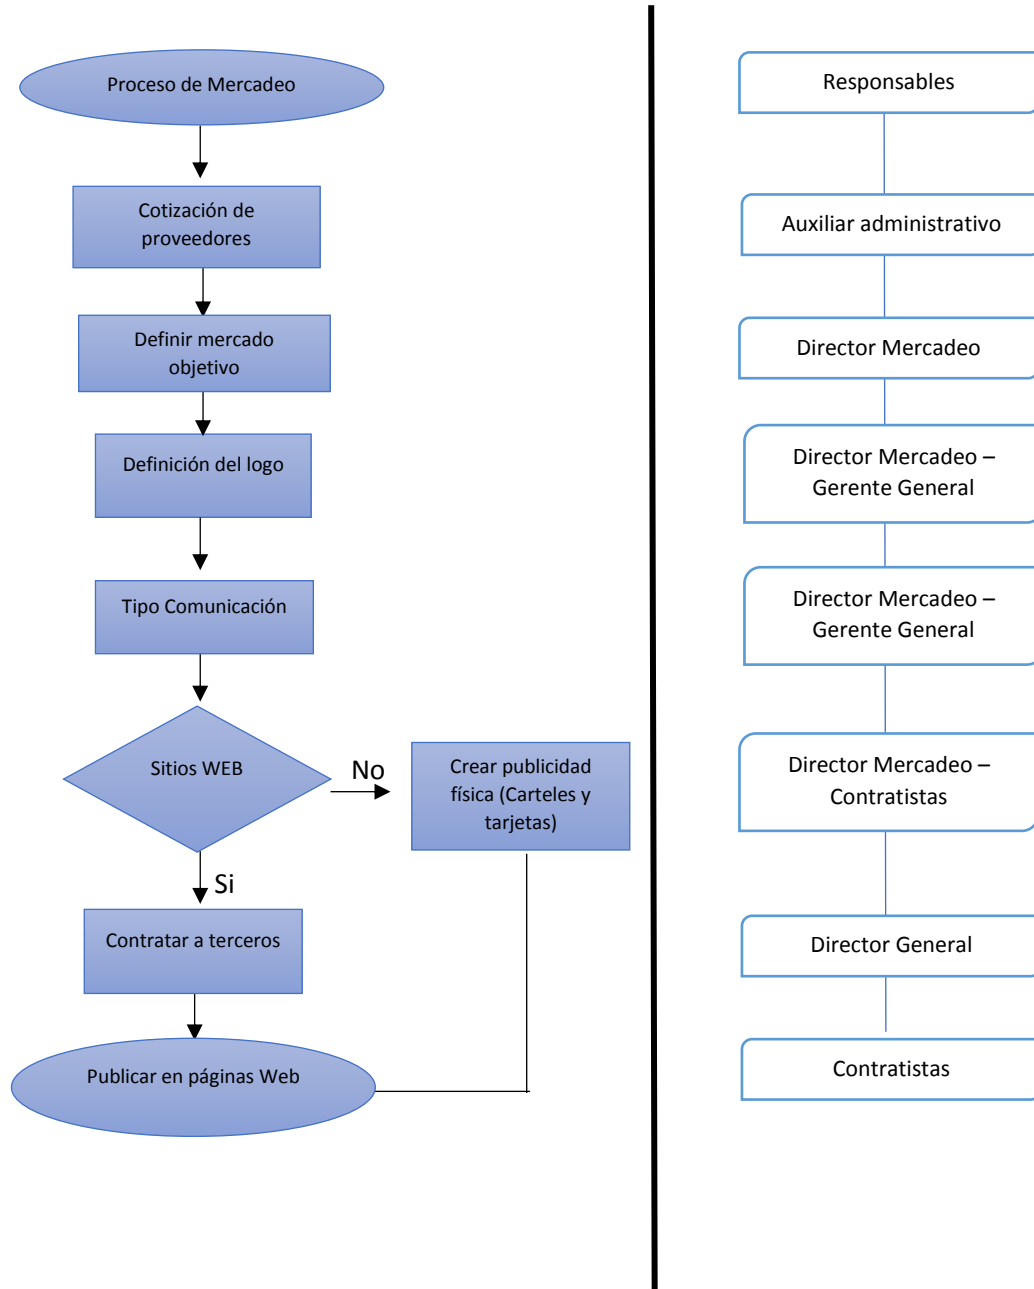 Proceso de Mercadeo
Cotización de
proveedores
Definir mercado
objetivo
Definición del logo
Tipo Comunicación
Sitios WEB
No
Crear publicidad
física (Carteles y
tarjetas)
Si
Contratar a terceros
Publicar en páginas Web
Responsables
Auxiliar administrativo
Director Mercadeo
Director Mercadeo –
Gerente General
Director Mercadeo –
Gerente General
Director Mercadeo –
Contratistas
Director General
Contratistas